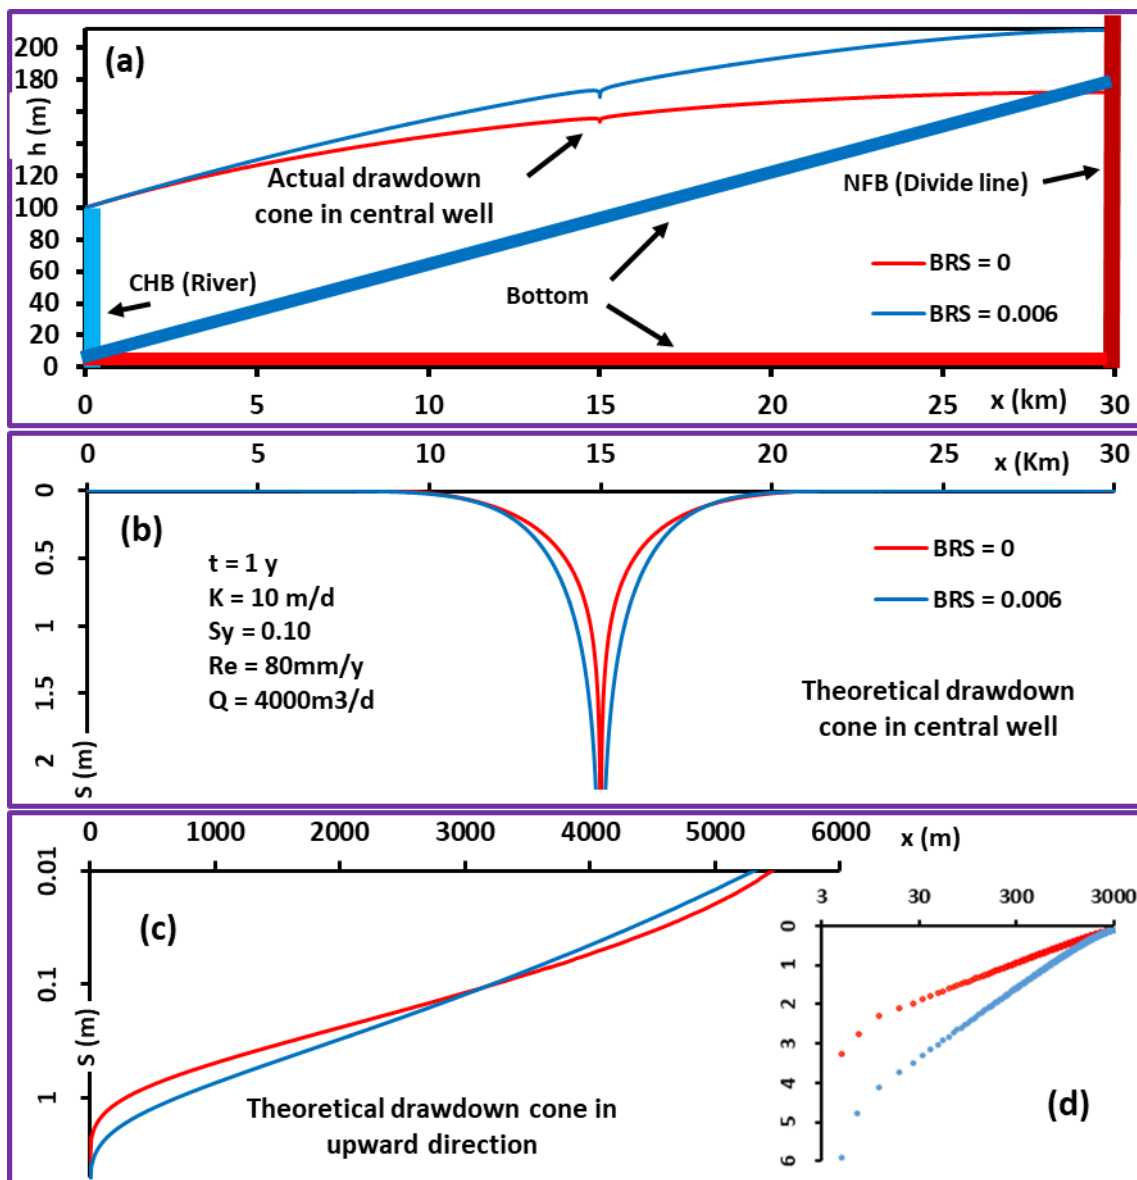 (a)
200
180
h (m)
120
100
80
60
40
20
0
Actual drawdown
cone in central well
NFB (Divide line)
CHB (River)
Bottom
BRS = 0
BRS = 0.006
0 5 10 15 20 25 x (km) 30
0 5 10 15 20 25 x (Km) 30
0
0.5
1
1.5
2
S (m)
(b)
t = 1 y
K = 10 m/d
Sy = 0.10
Re = 80mm/y
Q = 4000m3/d
BRS = 0
BRS = 0.006
Theoretical drawdown
cone in central well
0 1000 2000 3000 4000 5000 6000 x (m)
0.01
0.1
S (m)
1
(c)
Theoretical drawdown cone in
upward direction
3 30 300 3000
0
1
2
3
4
5
6
(d)